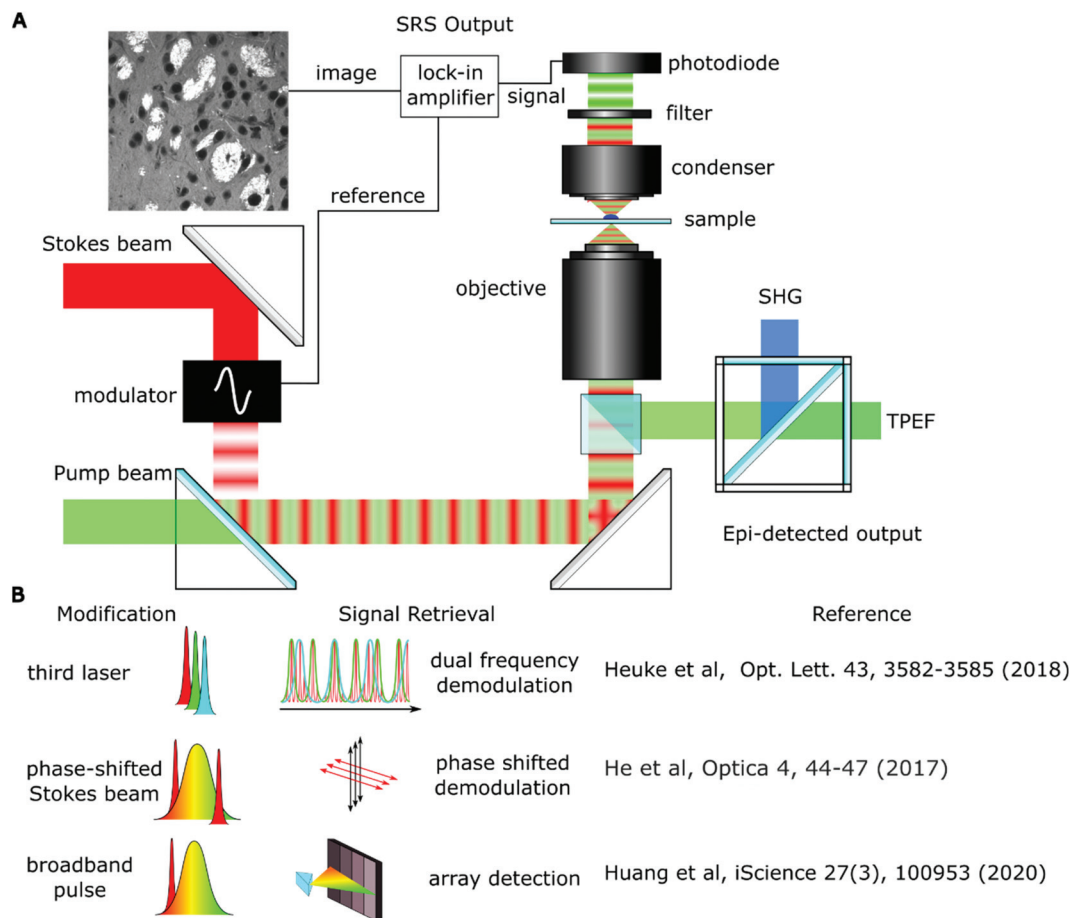 A
SRS Output
image
lock-in
amplifier
signal
photodiode
filter
condenser
reference
sample
Stokes beam
objective
SHG
modulator
TPEF
Pump beam
Epi-detected output
B
Modification
Signal Retrieval
Reference
third laser
dual frequency
demodulation
Heuke et al, Opt. Lett. 43, 3582-3585 (2018)
phase-shifted
Stokes beam
phase shifted
demodulation
He et al, Optica 4, 44-47 (2017)
broadband
pulse
array detection
Huang et al, iScience 27(3), 100953 (2020)